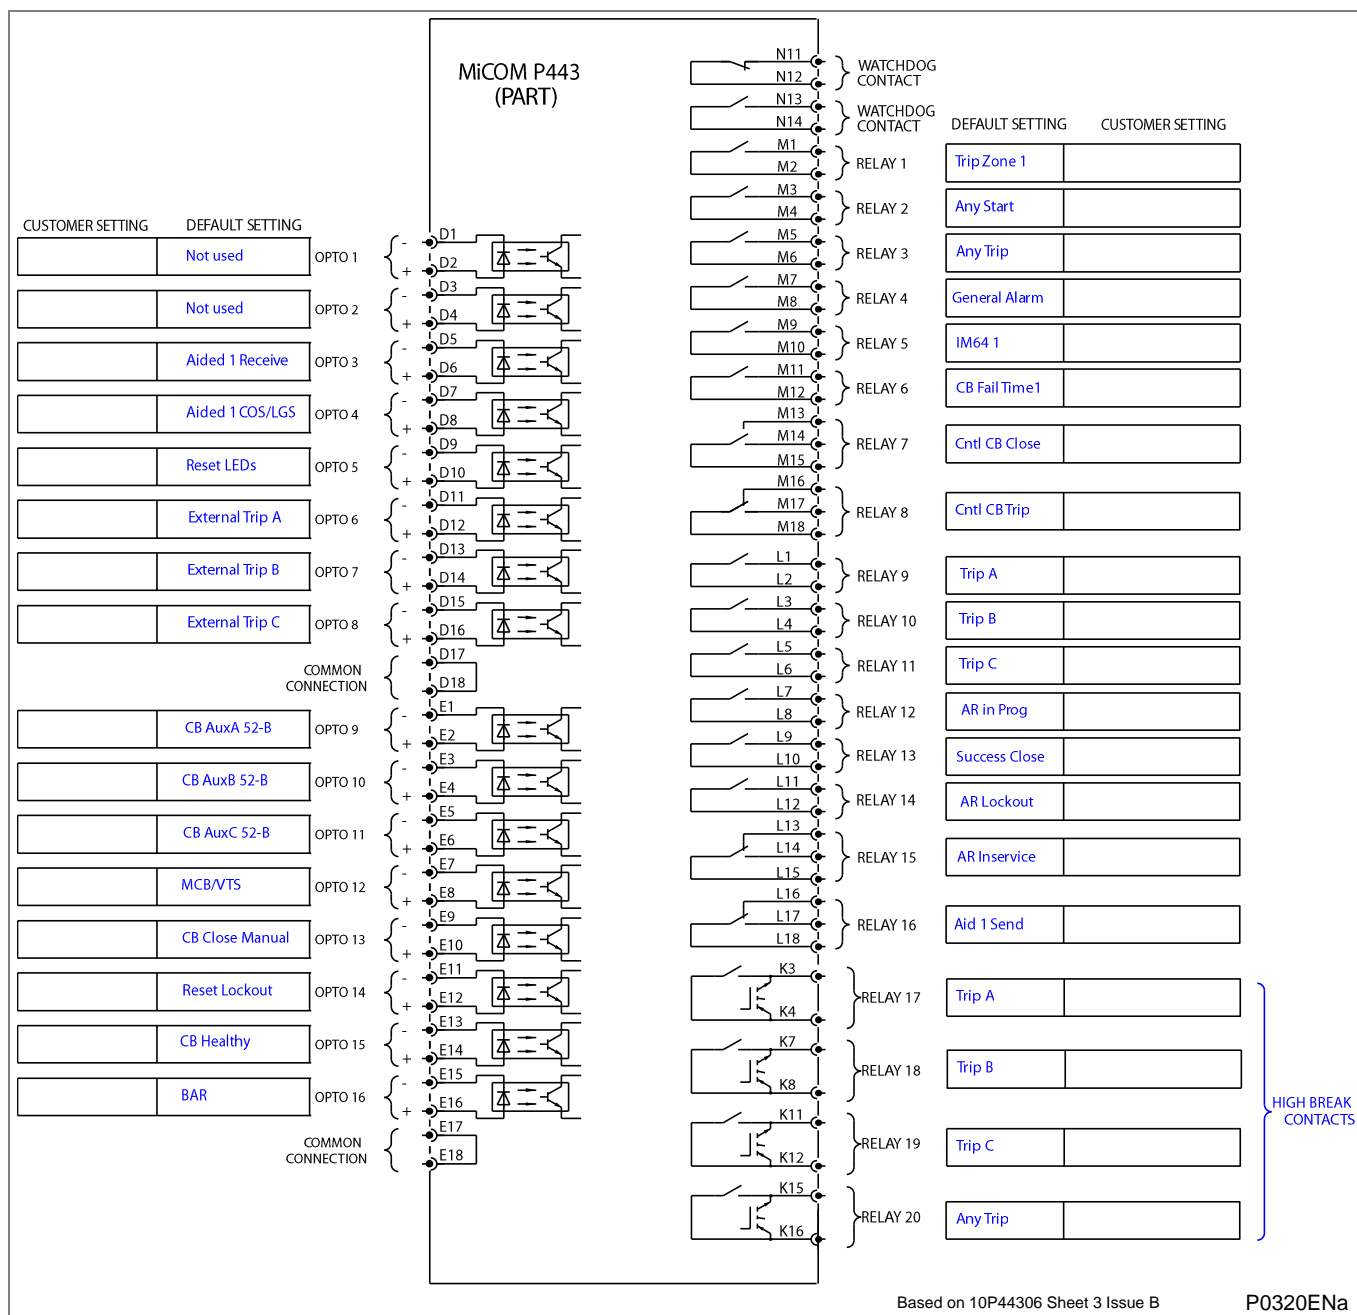 MiCOM P443
(PART)
CUSTOMER SETTING DEFAULT SETTING
Not used OPTO 1 - D1
+ D2
Not used OPTO 2 - D3
+ D4
Aided 1 Receive OPTO 3 - D5
+ D6
Aided 1 COS/LGS OPTO 4 - D7
+ D8
Reset LEDs OPTO 5 - D9
+ D10
External Trip A OPTO 6 - D11
+ D12
External Trip B OPTO 7 - D13
+ D14
External Trip C OPTO 8 - D15
+ D16
COMMON
CONNECTION
D17
D18
CB AuxA 52-B OPTO 9 - E1
+ E2
CB AuxB 52-B OPTO 10 - E3
+ E4
CB AuxC 52-B OPTO 11 - E5
+ E6
MCB/VTS OPTO 12 - E7
+ E8
CB Close Manual OPTO 13 - E9
+ E10
Reset Lockout OPTO 14 - E11
+ E12
CB Healthy OPTO 15 - E13
+ E14
BAR OPTO 16 - E15
+ E16
COMMON
CONNECTION
E17
E18
N11
N12
WATCHDOG
CONTACT
N13
N14
WATCHDOG
CONTACT
DEFAULT SETTING CUSTOMER SETTING
M1
M2
RELAY 1 Trip Zone 1
M3
M4
RELAY 2 Any Start
M5
M6
RELAY 3 Any Trip
M7
M8
RELAY 4 General Alarm
M9
M10
RELAY 5 IM64 1
M11
M12
RELAY 6 CB Fail Time1
M13
M14
M15
RELAY 7 Cntl CB Close
M16
M17
M18
RELAY 8 Cntl CB Trip
L1
L2
RELAY 9 Trip A
L3
L4
RELAY 10 Trip B
L5
L6
RELAY 11 Trip C
L7
L8
RELAY 12 AR in Prog
L9
L10
RELAY 13 Success Close
L11
L12
RELAY 14 AR Lockout
L13
L14
L15
RELAY 15 AR Inservice
L16
L17
L18
RELAY 16 Aid 1 Send
K3
K4
RELAY 17 Trip A
K7
K8
RELAY 18 Trip B
K11
K12
RELAY 19 Trip C
K15
K16
RELAY 20 Any Trip
HIGH BREAK
CONTACTS
Based on 10P44306 Sheet 3 Issue B
P0320ENa